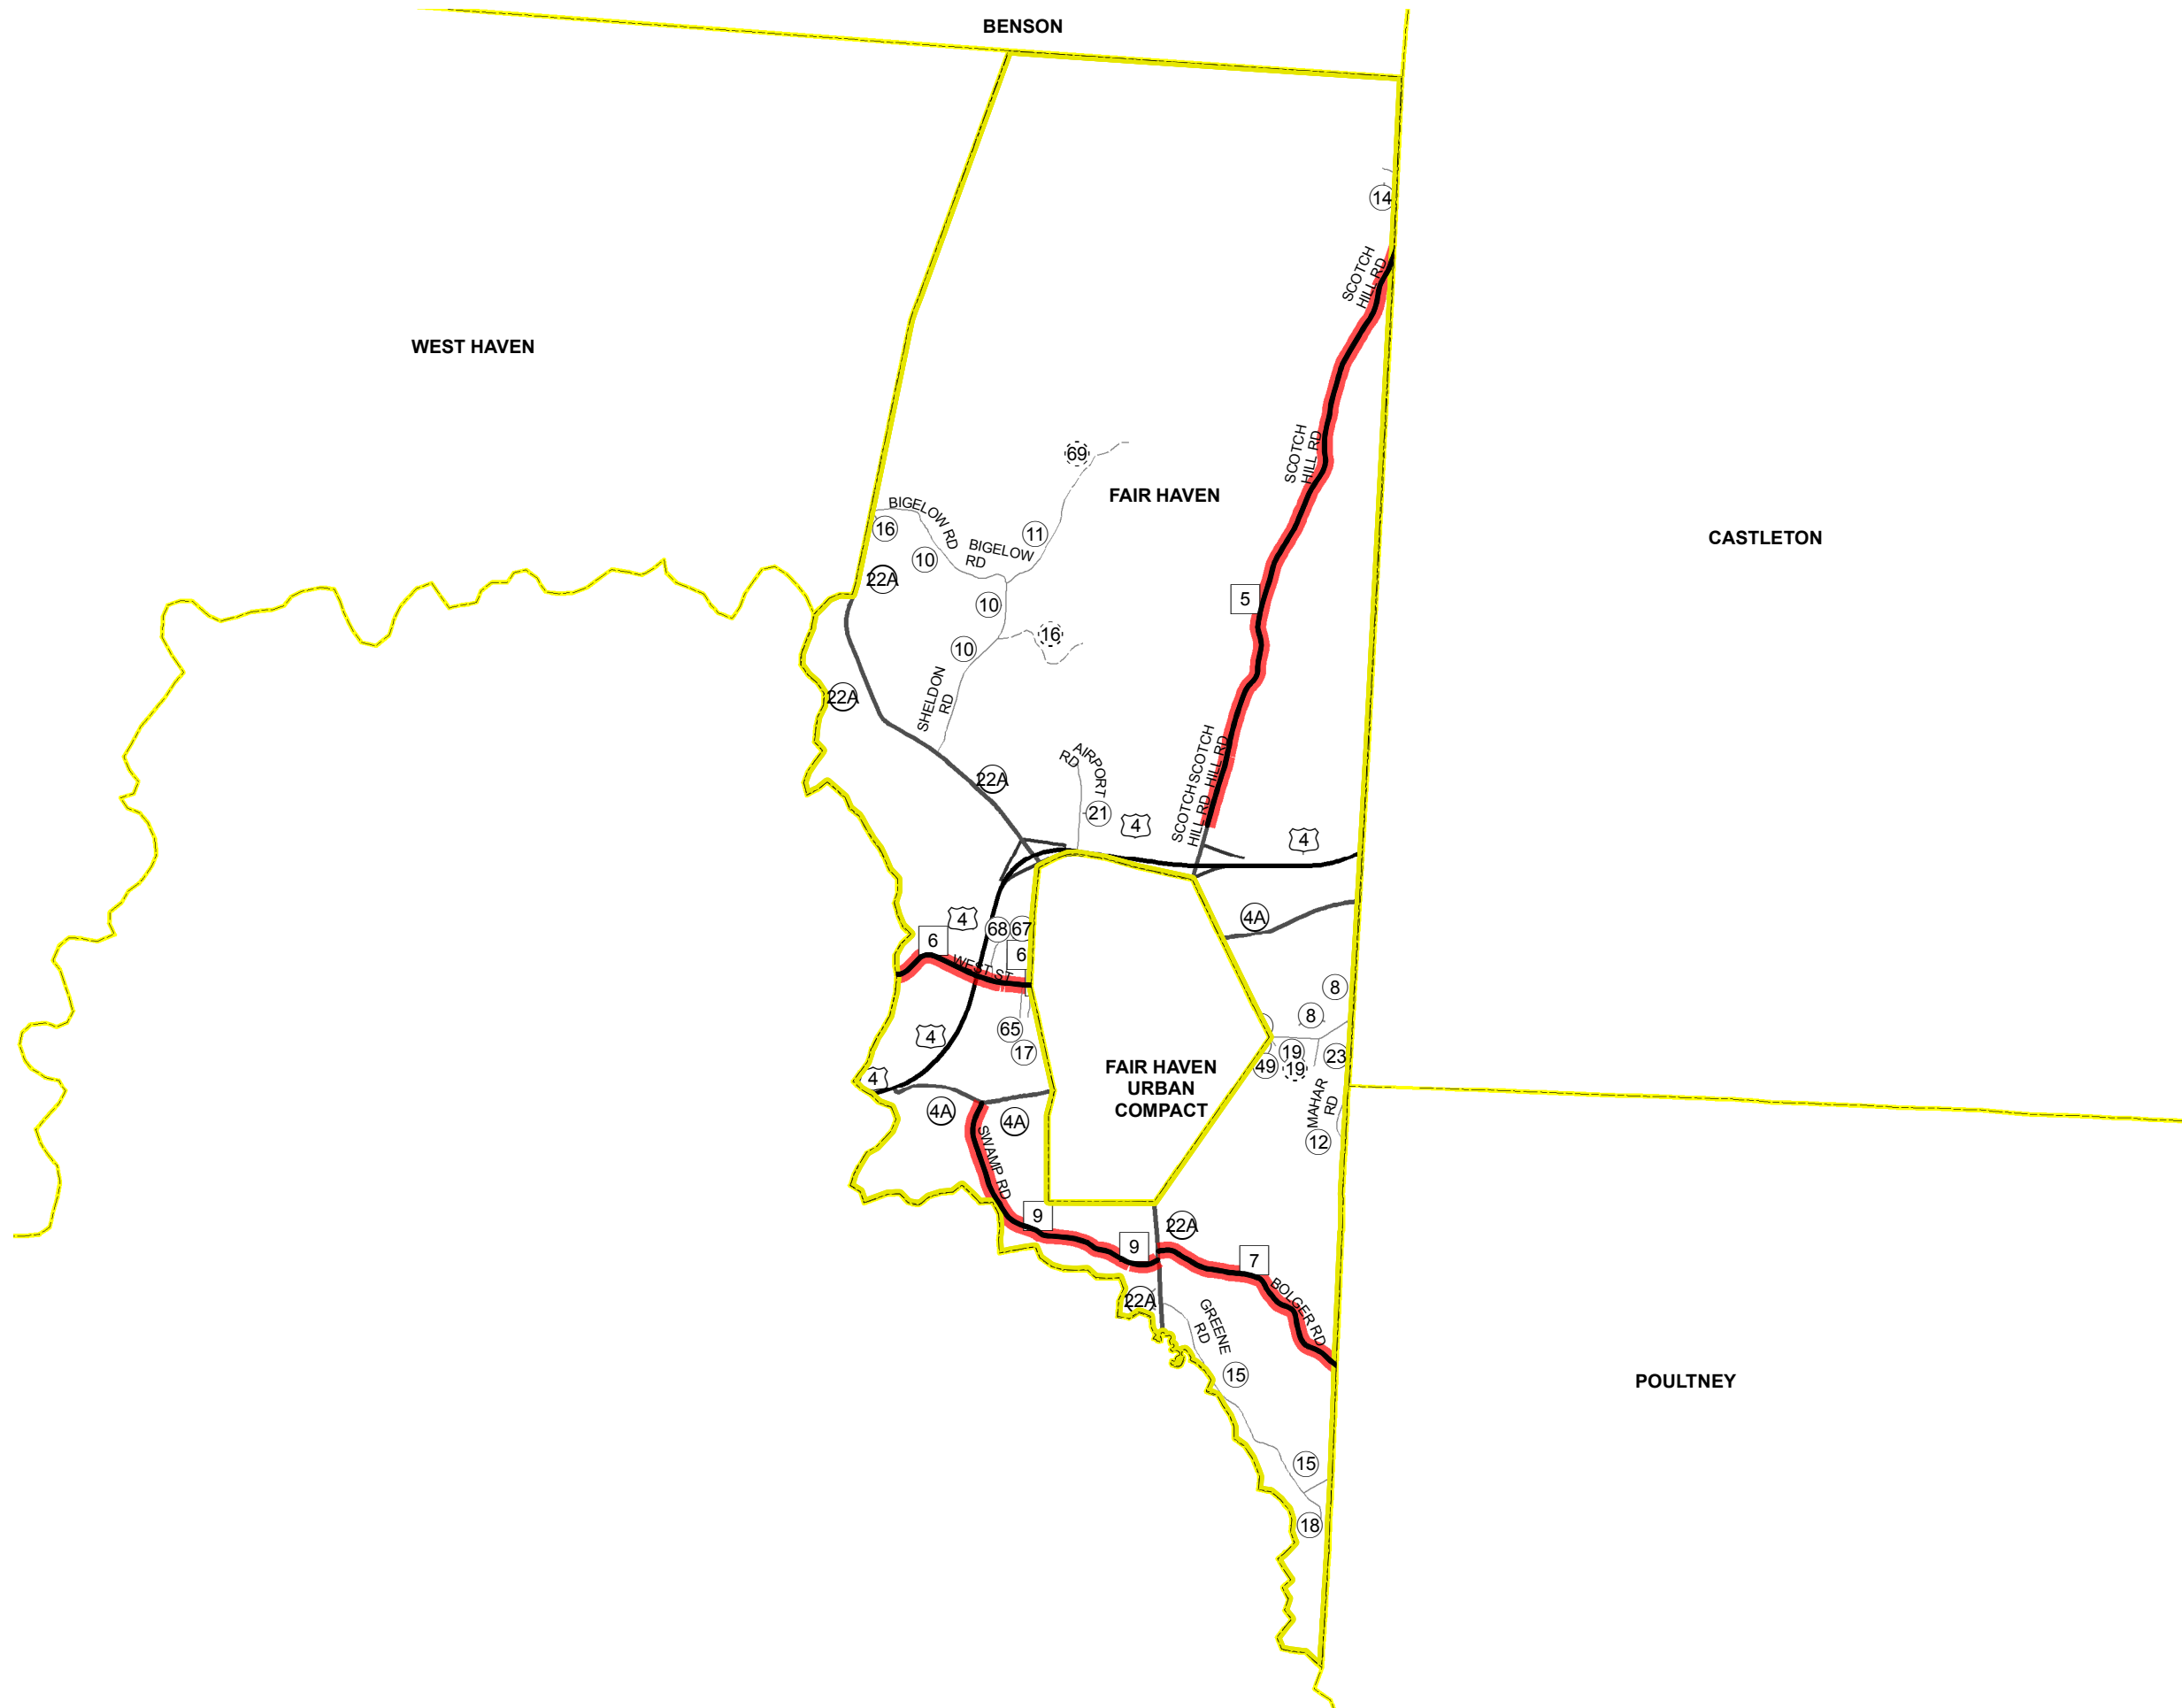 BENSON
14
SCOTCH
HILL RD
WEST HAVEN
69
SCOTCH
HILL RD
FAIR HAVEN
BIGELOW RD
16
11
CASTLETON
BIGELOW
RD
10
22A
5
10
16
10
SHELDON
RD
22A
AIRPORT
RD
SCOTCH
HILL RD
22A
SCOTCH
HILL RD
21
4
4
4
4A
68
67
6
6
WEST ST
8
8
65
4
17
19
23
49
19
FAIR HAVEN
URBAN
COMPACT
4
4A
4A
MAHAR
RD
12
SWAMP RD
9
22A
9
7
22A
BOLGER RD
GREENE
RD
15
POULTNEY
15
18